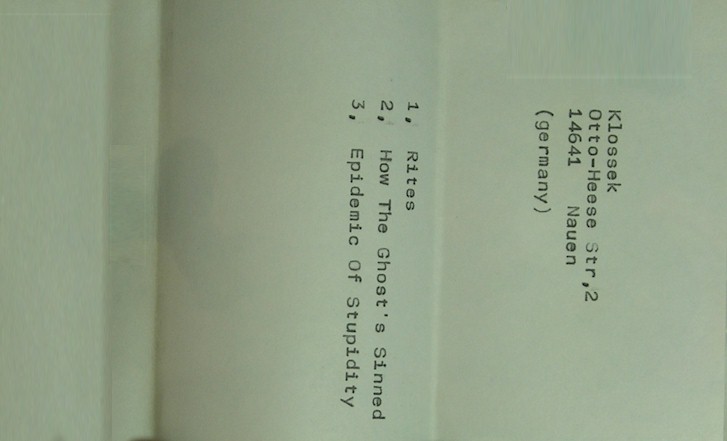 Klossek
Otto-Heese Str,2
14641 Nauen
(germany)
1, Rites
2, How The Ghost's Sinned
3, Epidemic Of Stupidity